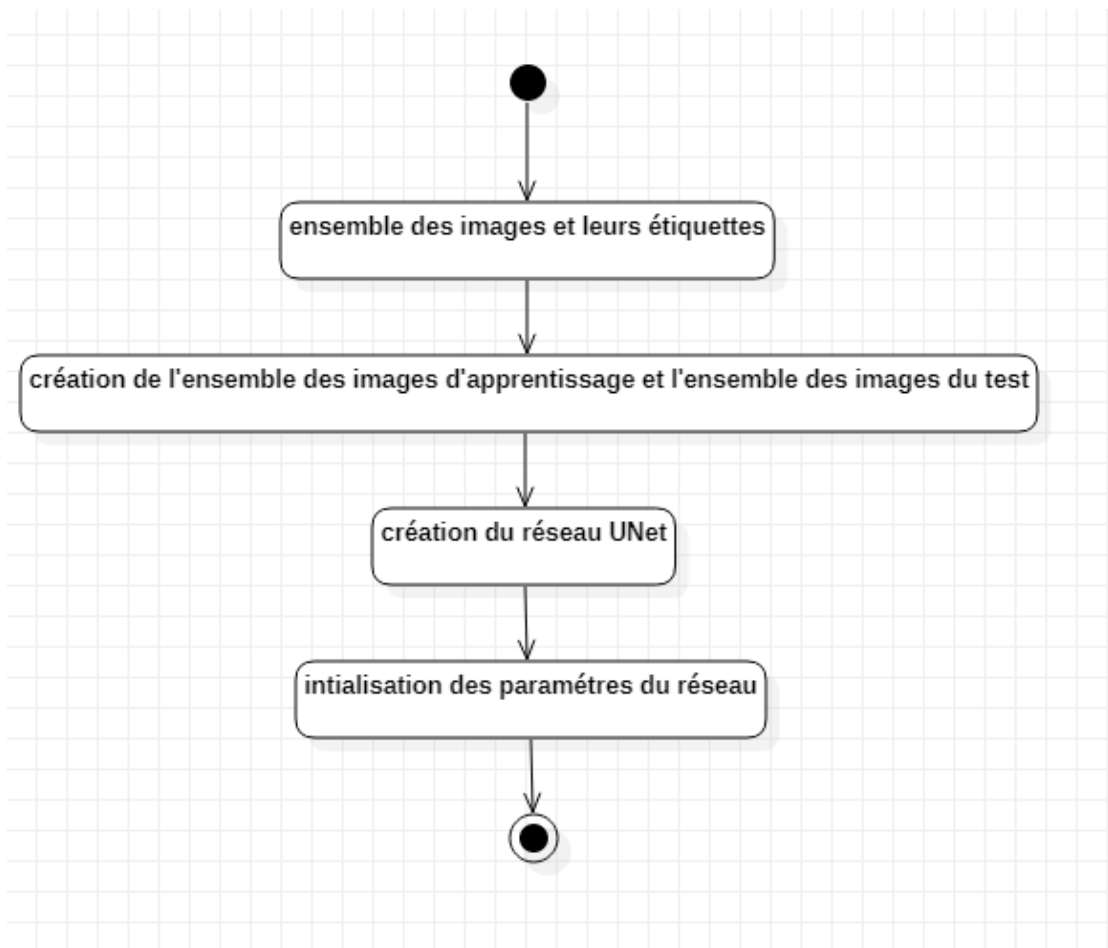 ensemble des images et leurs étiquettes
création de l'ensemble des images d'apprentissage et l'ensemble des images du test
création du réseau UNet
intialisation des paramétres du réseau